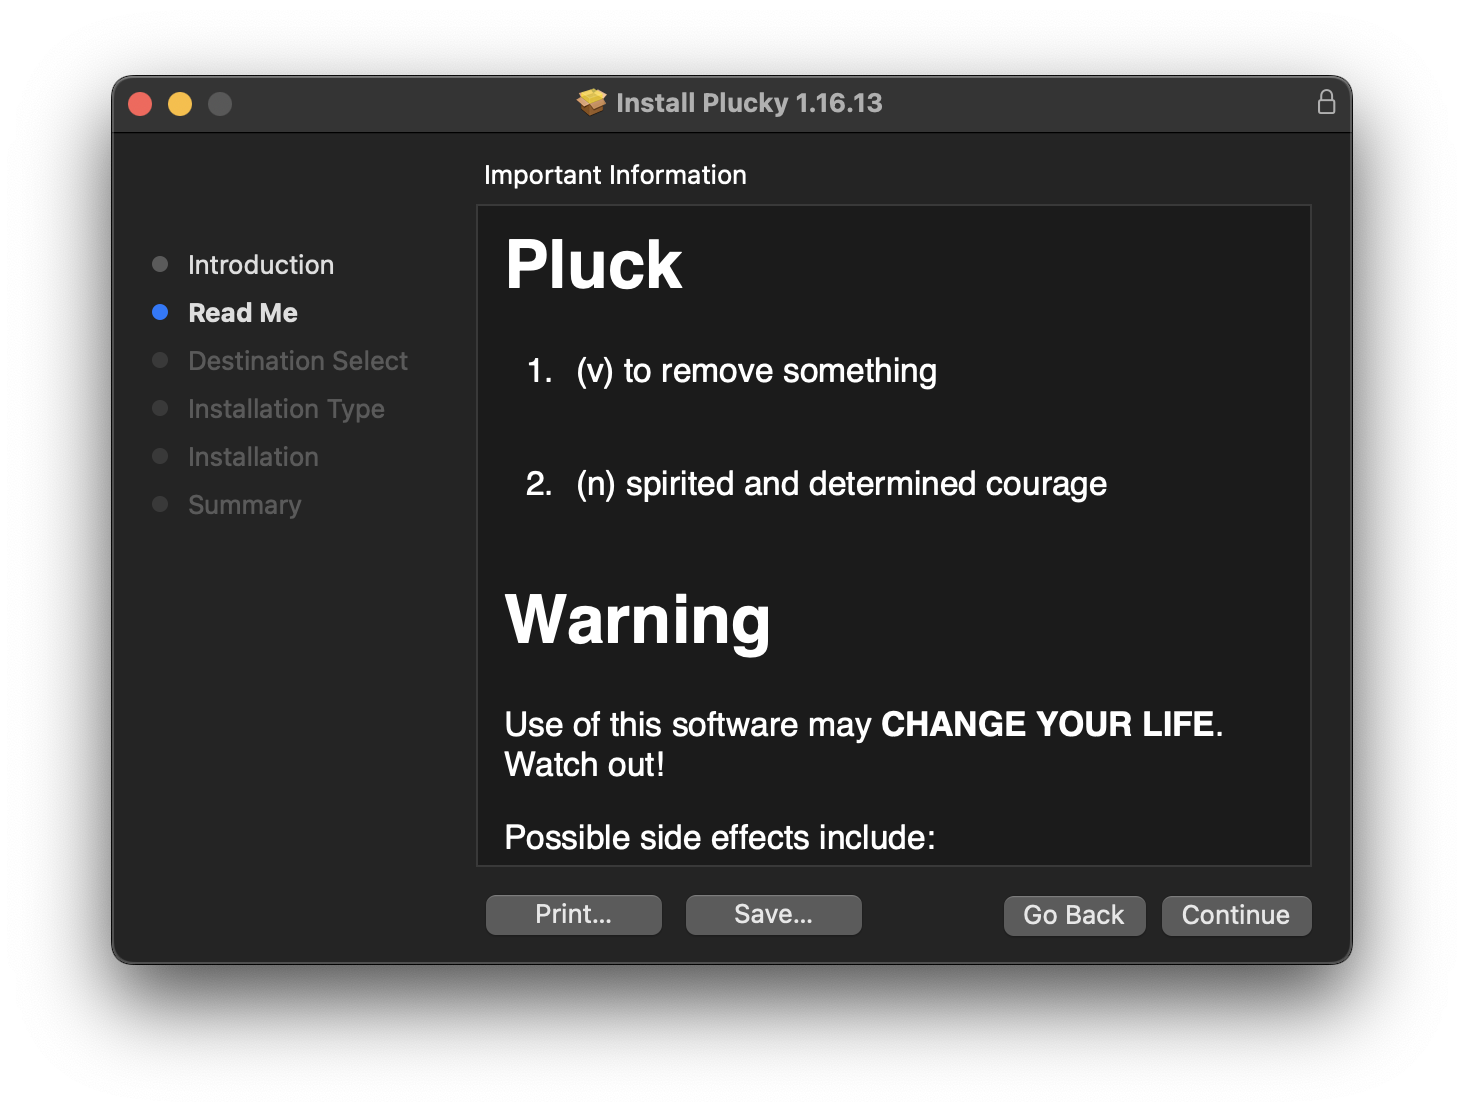 Install Plucky 1.16.13
Important Information
Introduction
Read Me
Destination Select
Installation Type
Installation
Summary
Pluck
1. (v) to remove something
2. (n) spirited and determined courage
Warning
Use of this software may CHANGE YOUR LIFE.
Watch out!
Possible side effects include:
Print...
Save...
Go Back
Continue